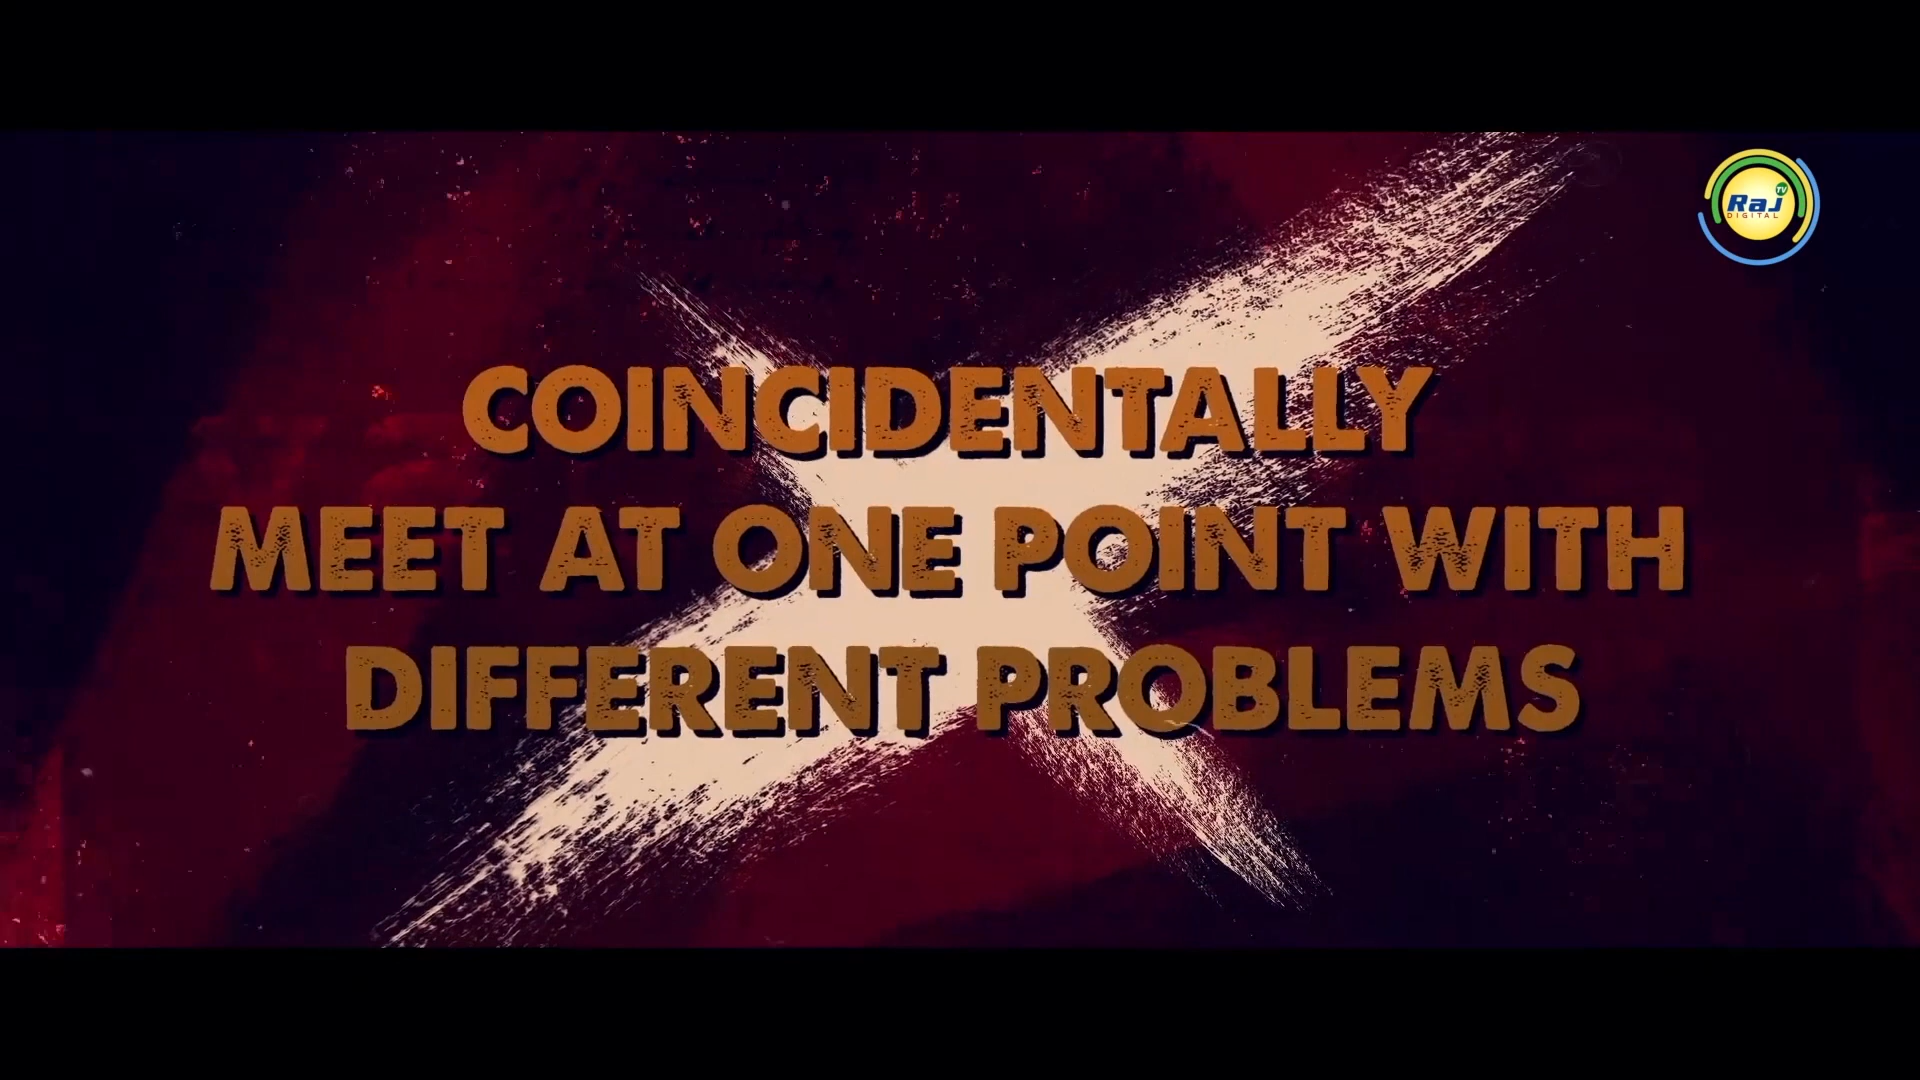 Raj TV
DIGITAL
COINCIDENTALLY
MEET AT ONE POINT WITH
DIFFERENT PROBLEMS